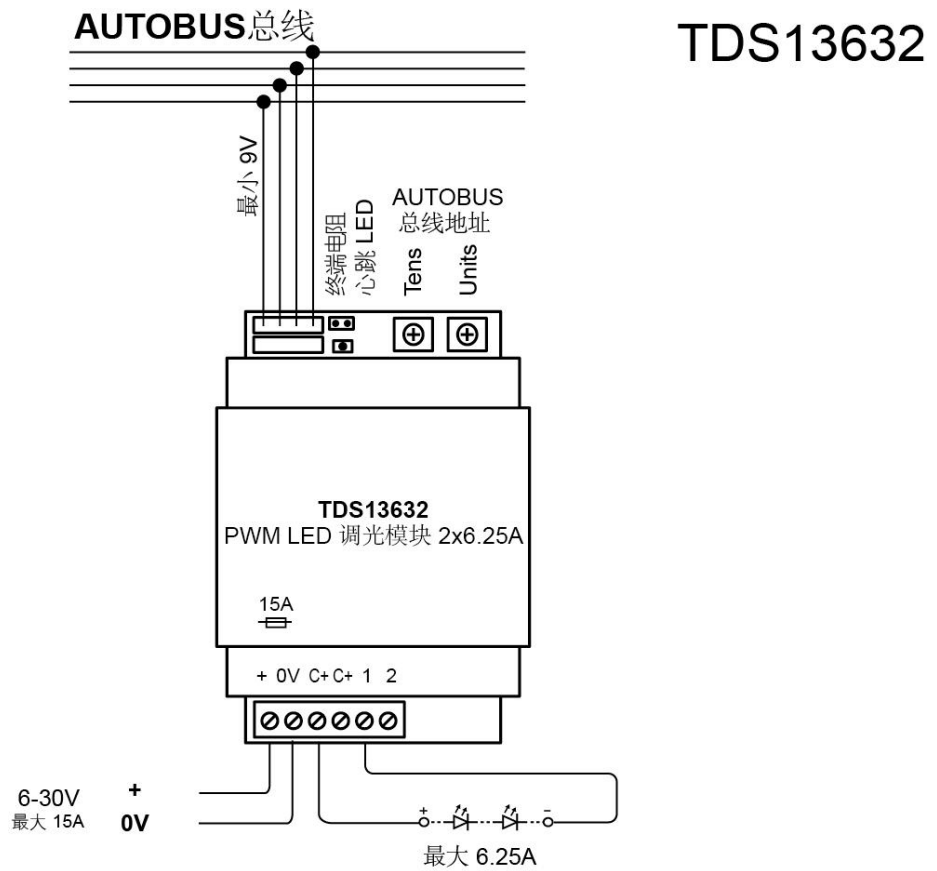 AUTOBUS总线
TDS13632
最小 9V
终端电阻
心跳 LED
AUTOBUS
总线地址
Tens
Units
TDS13632
PWM LED 调光模块 2x6.25A
15A
+ 0V C+ C+ 1 2
6-30V
最大 15A
+
0V
+ -
最大 6.25A